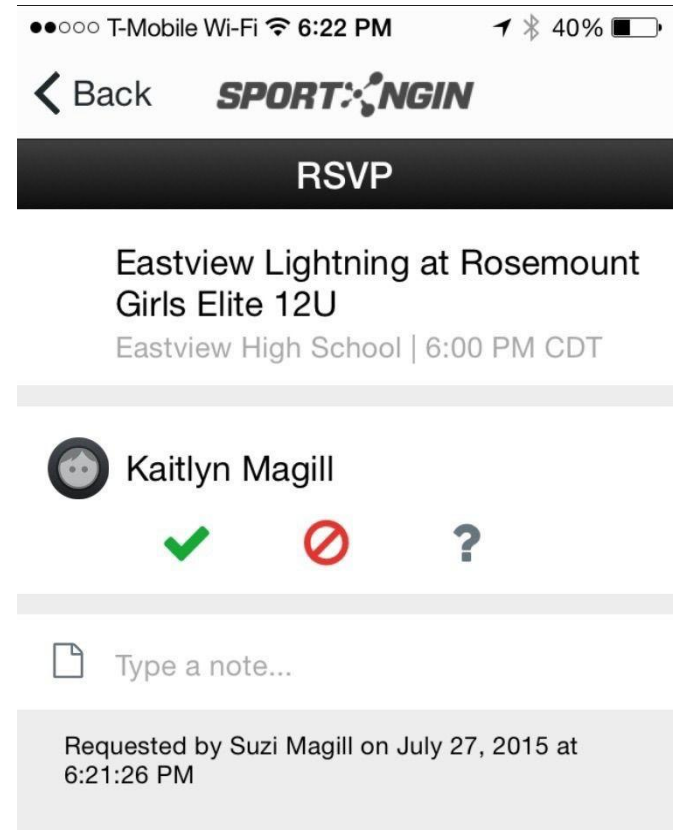 T-Mobile Wi-Fi 6:22 PM 40%
Back SPORT NGIN
RSVP
Eastview Lightning at Rosemount
Girls Elite 12U
Eastview High School | 6:00 PM CDT
Kaitlyn Magill
?
Type a note...
Requested by Suzi Magill on July 27, 2015 at
6:21:26 PM